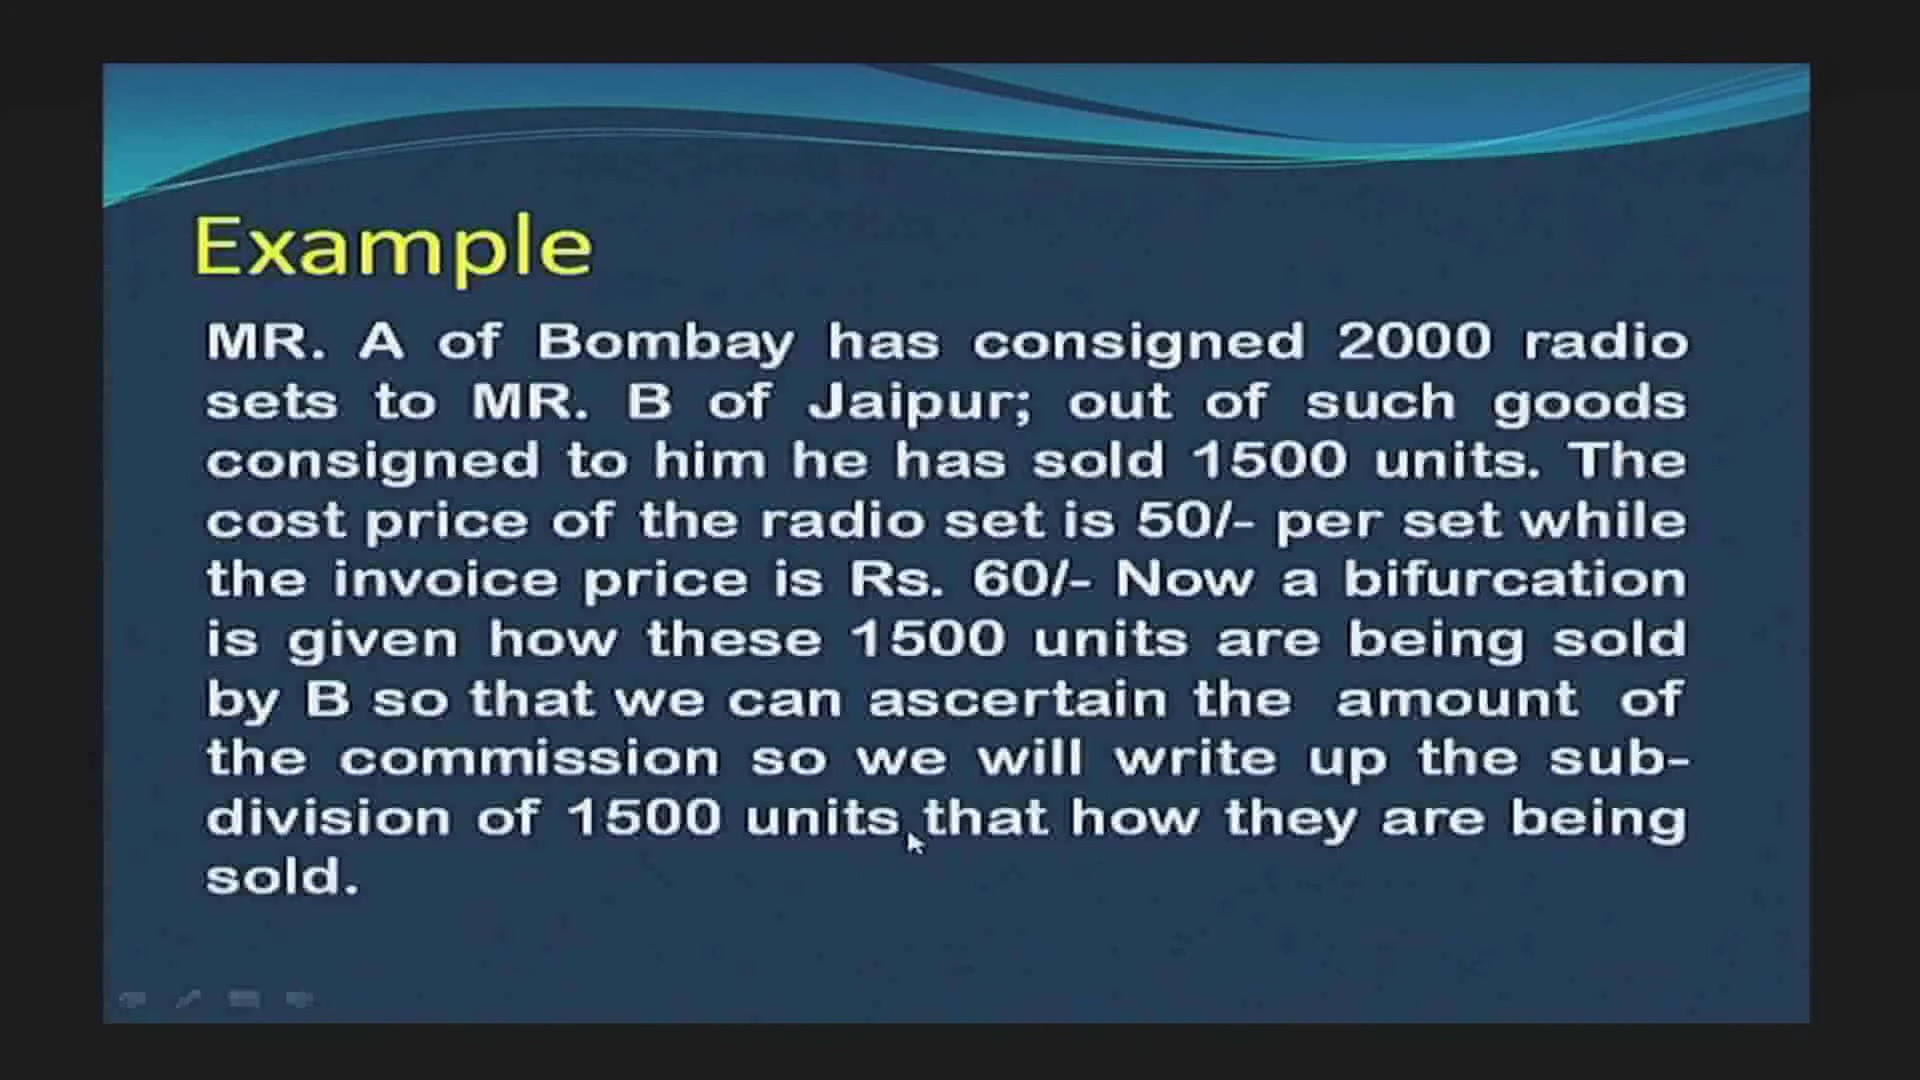 Example
MR. A of Bombay has consigned 2000 radio
sets to MR. B of Jaipur; out of such goods
consigned to him he has sold 1500 units. The
cost price of the radio set is 50/- per set while
the invoice price is Rs. 60/- Now a bifurcation
is given how these 1500 units are being sold
by B so that we can ascertain the amount of
the commission so we will write up the sub-
division of 1500 units that how they are being
sold.